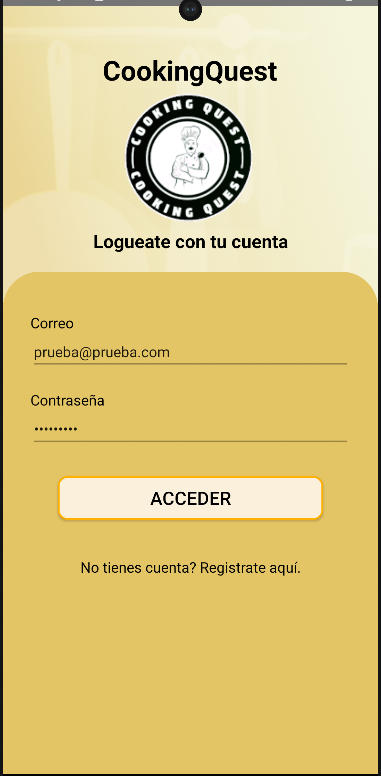 CookingQuest
COOKING QUEST
COOKING QUEST
Logueate con tu cuenta
Correo
prueba@prueba.com
Contraseña
•••••••••
ACCEDER
No tienes cuenta? Registrate aquí.